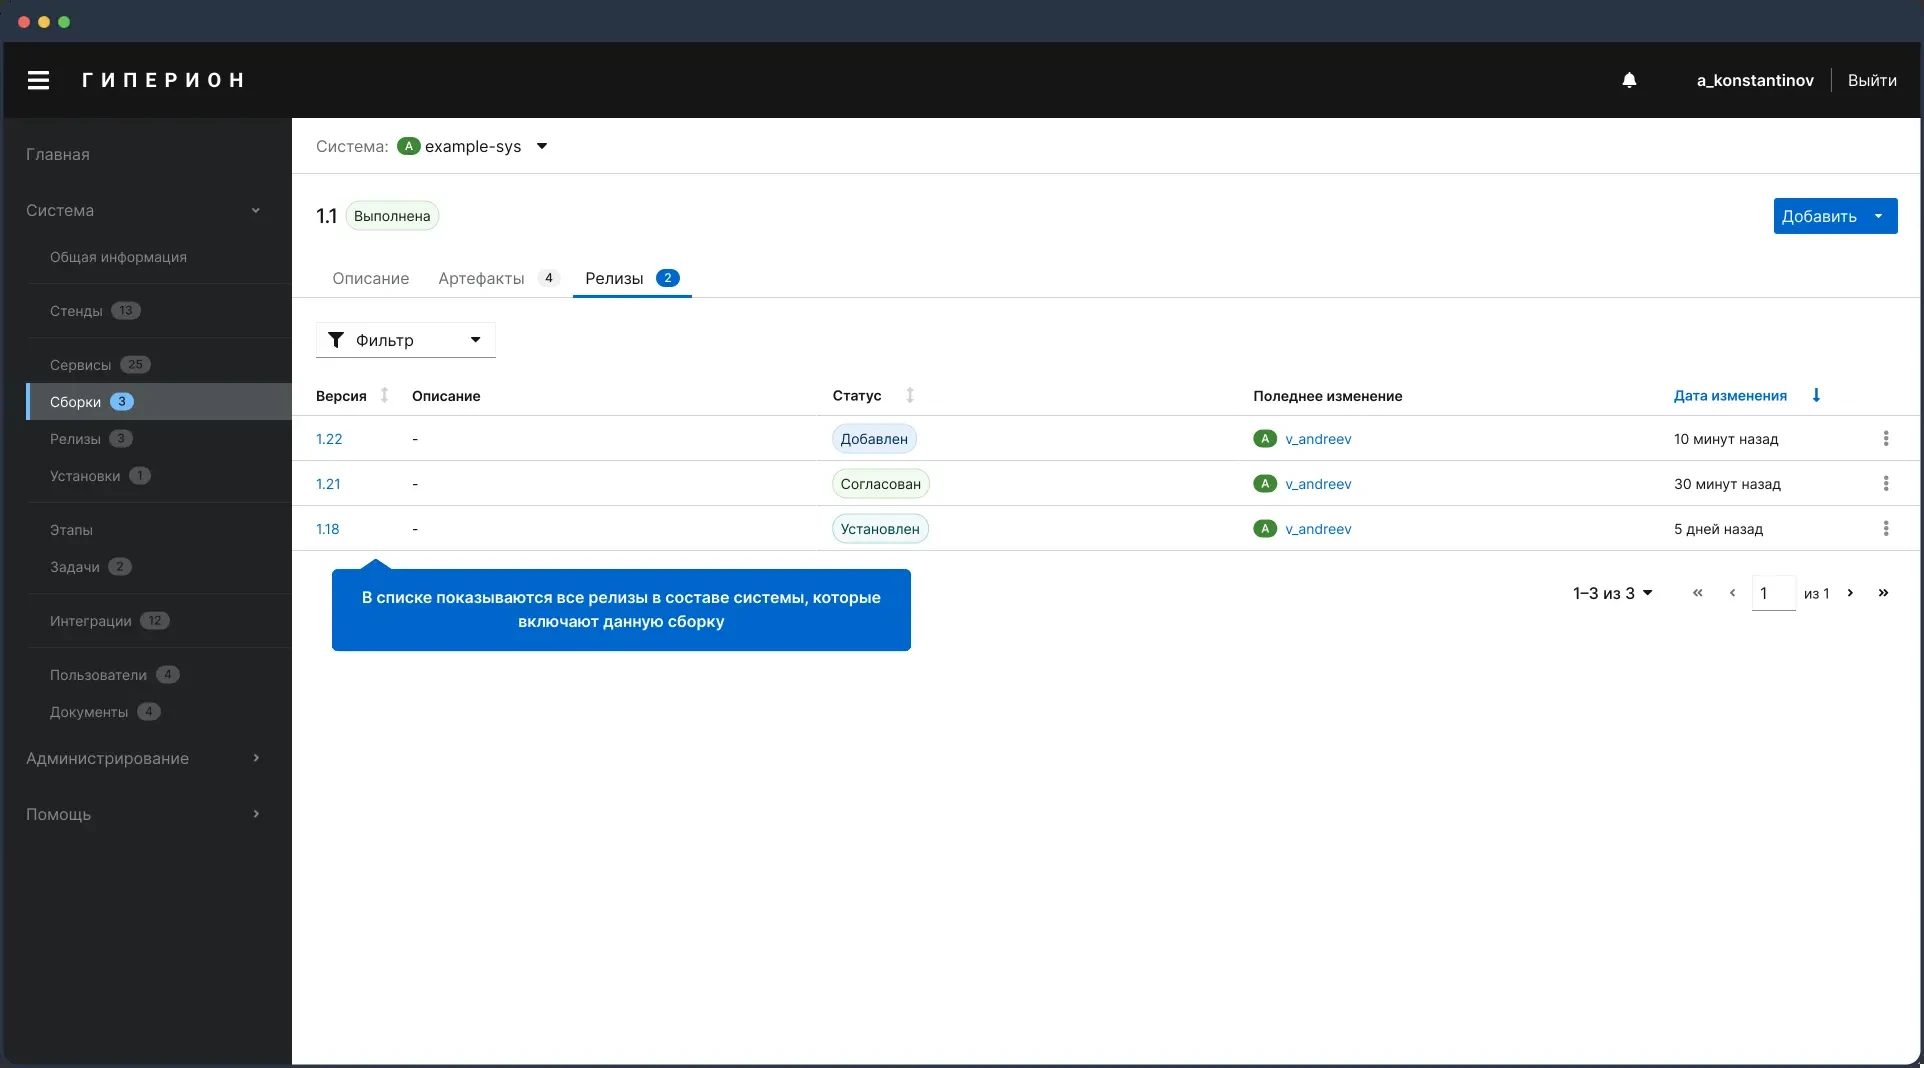 ГИПЕРИОН
a_konstantinov
Выйти
Главная
Система
Общая информация
Стенды 13
Сервисы 25
Сборки 3
Релизы 3
Установки 1
Этапы
Задачи 2
Интеграции 12
Пользователи 4
Документы 4
Администрирование
Помощь
Система: A example-sys
1.1 Выполнена
Добавить
Описание Артефакты 4 Релизы 2
Фильтр
Версия Описание Статус Поледнее изменение Дата изменения
1.22 - Добавлен A v_andreev 10 минут назад
1.21 - Согласован A v_andreev 30 минут назад
1.18 - Установлен A v_andreev 5 дней назад
В списке показываются все релизы в составе системы, которые
включают данную сборку
1–3 из 3 « ‹ 1 из 1 › »